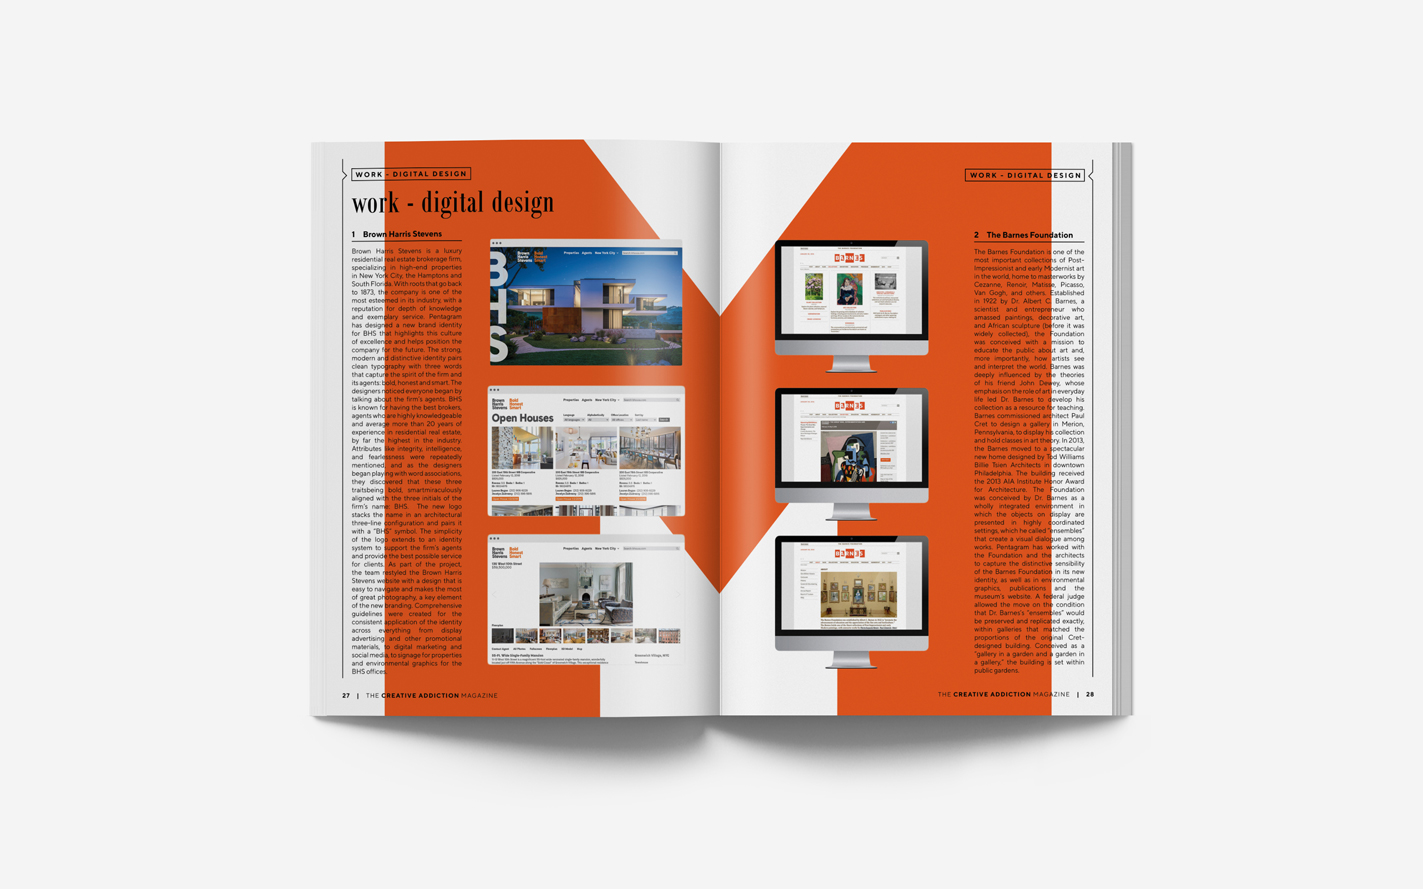 WORK - DIGITAL DESIGN
work - digital design
1 Brown Harris Stevens
Brown Harris Stevens is a luxury
residential real estate brokerage firm,
specializing in high-end properties
in New York City, the Hamptons and
South Florida. With roots that go back
to 1873, the company is one of the
most esteemed in its industry, with a
reputation for depth of knowledge
and exemplary service. Pentagram
has designed a new brand identity
for BHS that highlights this culture
of excellence and helps position the
company for the future. The strong,
modern and distinctive identity pairs
clean typography with three words
that capture the spirit of the firm and
its agents: bold, honest and smart. The
designers noticed everyone began by
talking about the firm's agents. BHS
is known for having the best brokers,
agents who are highly knowledgeable
and average more than 20 years of
experience in residential real estate,
by far the highest in the industry.
Attributes like integrity, intelligence,
and fearlessness were repeatedly
mentioned, and as the designers
began playing with word associations,
they discovered that these three
traitsbeing bold, smartmiraculously
aligned with the three initials of the
firm's name: BHS. The new logo
stacks the name in an architectural
three-line configuration and pairs it
with a "BHS" symbol. The simplicity
of the logo extends to an identity
system to support the firm's agents
and provide the best possible service
for clients. As part of the project,
the team restyled the Brown Harris
Stevens website with a design that is
easy to navigate and makes the most
of great photography, a key element
of the new branding. Comprehensive
guidelines were created for the
consistent application of the identity
across everything from display
advertising and other promotional
materials, to digital marketing and
social media, to signage for properties
and environmental graphics for the
BHS offices.
27 | THE CREATIVE ADDICTION MAGAZINE
BHS
Brown
Harris
Stevens
Bold
Honest
Smart
Properties Agents New York City
Brown
Harris
Stevens
Bold
Honest
Smart
Properties Agents New York City
Open Houses
Brown
Harris
Stevens
Bold
Honest
Smart
Properties Agents New York City
WORK - DIGITAL DESIGN
2 The Barnes Foundation
The Barnes Foundation is one of the
most important collections of Post-
Impressionist and early Modernist art
in the world, home to masterworks by
Cezanne, Renoir, Matisse, Picasso,
Van Gogh, and others. Established
in 1922 by Dr. Albert C. Barnes, a
scientist and entrepreneur who
amassed paintings, decorative art,
and African sculpture (before it was
widely collected), the Foundation
was conceived with a mission to
educate the public about art and,
more importantly, how artists see
and interpret the world. Barnes was
deeply influenced by the theories
of his friend John Dewey, whose
emphasis on the role of art in everyday
life led Dr. Barnes to develop his
collection as a resource for teaching.
Barnes commissioned architect Paul
Cret to design a gallery in Merion,
Pennsylvania, to display his collection
and hold classes in art theory. In 2013,
the Barnes moved to a spectacular
new home designed by Tod Williams
Billie Tsien Architects in downtown
Philadelphia, The building received
the 2013 AIA Institute Honor Award
for Architecture. The Foundation
was conceived by Dr. Barnes as a
wholly integrated environment in
which the objects on display are
presented in highly coordinated
settings, which he called "ensembles"
that create a visual dialogue among
works. Pentagram has worked with
the Foundation and the architects
to capture the distinctive sensibility
of the Barnes Foundation in its new
identity, as well as in environmental
graphics, publications and the
museum's website. A federal judge
allowed the move on the condition
that Dr. Barnes's "ensembles" would
be preserved and replicated exactly,
within galleries that matched the
proportions of the original Cret-
designed building. Conceived as a
"gallery in a garden and a garden in
a gallery," the building is set within
public gardens.
THE CREATIVE ADDICTION MAGAZINE | 28
BARNES
BARNES
BARNES